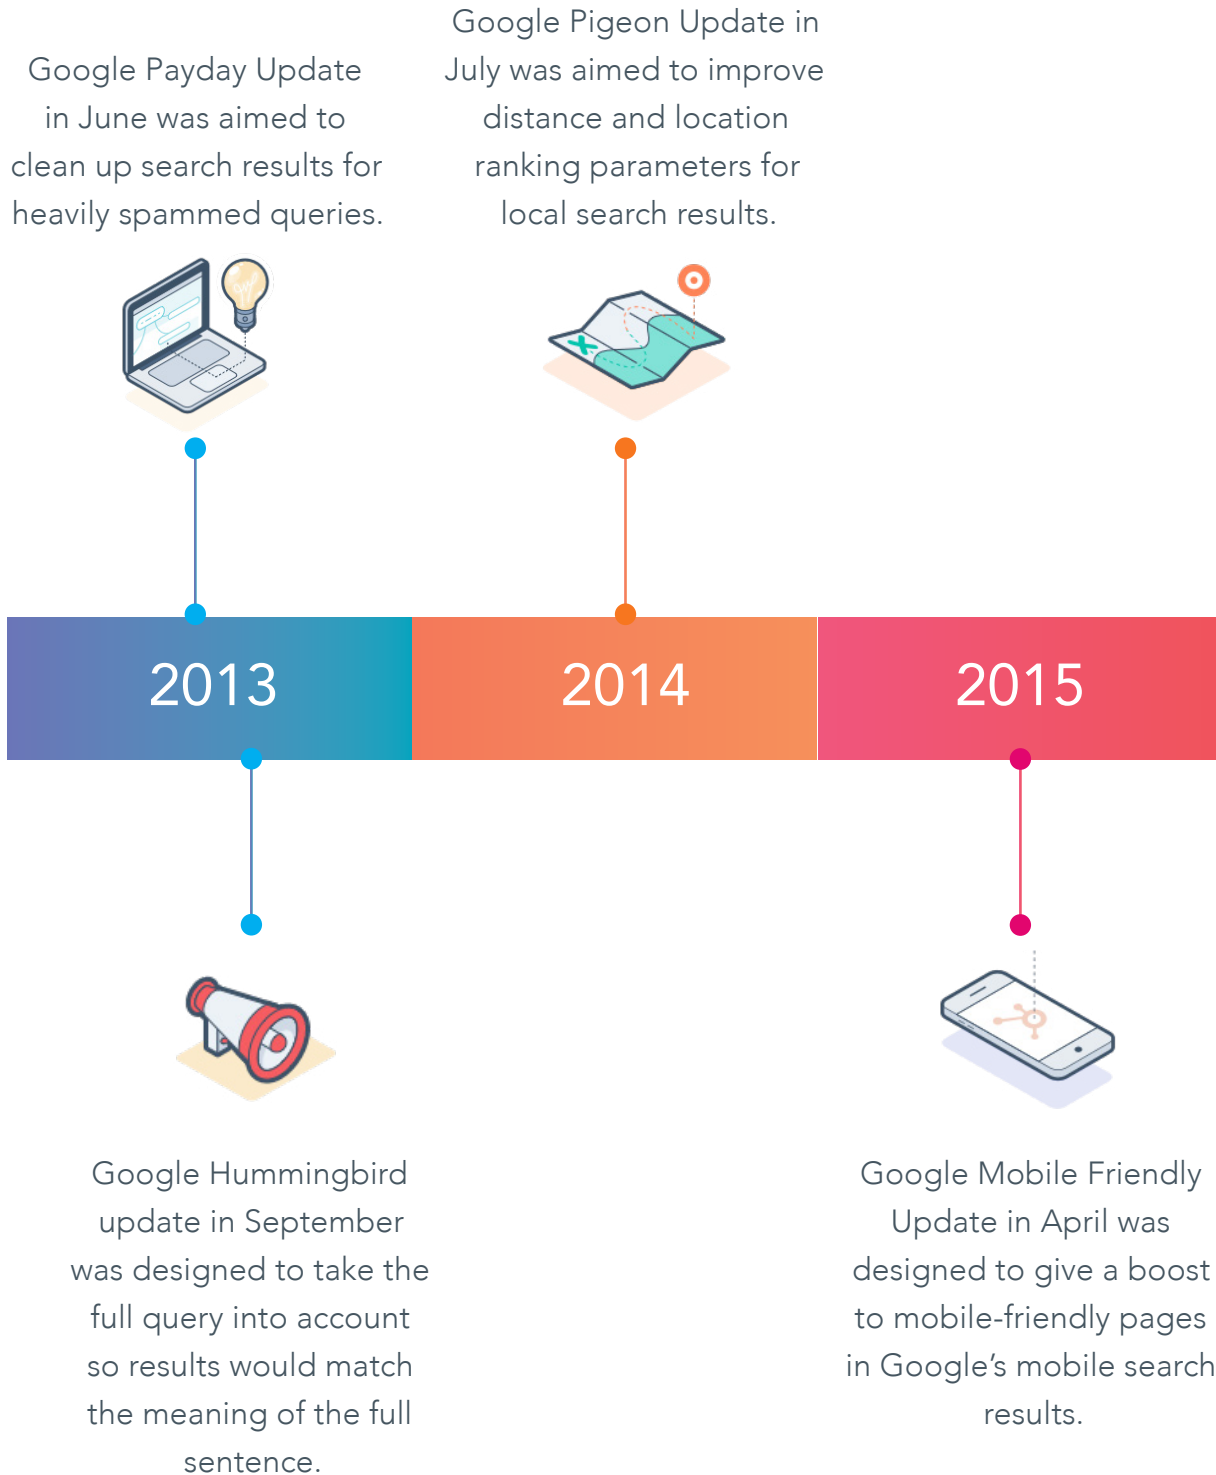 Google Payday Update
in June was aimed to
clean up search results for
heavily spammed queries.
Google Pigeon Update in
July was aimed to improve
distance and location
ranking parameters for
local search results.
2013
2014
2015
Google Hummingbird
update in September
was designed to take the
full query into account
so results would match
the meaning of the full
sentence.
Google Mobile Friendly
Update in April was
designed to give a boost
to mobile-friendly pages
in Google’s mobile search
results.